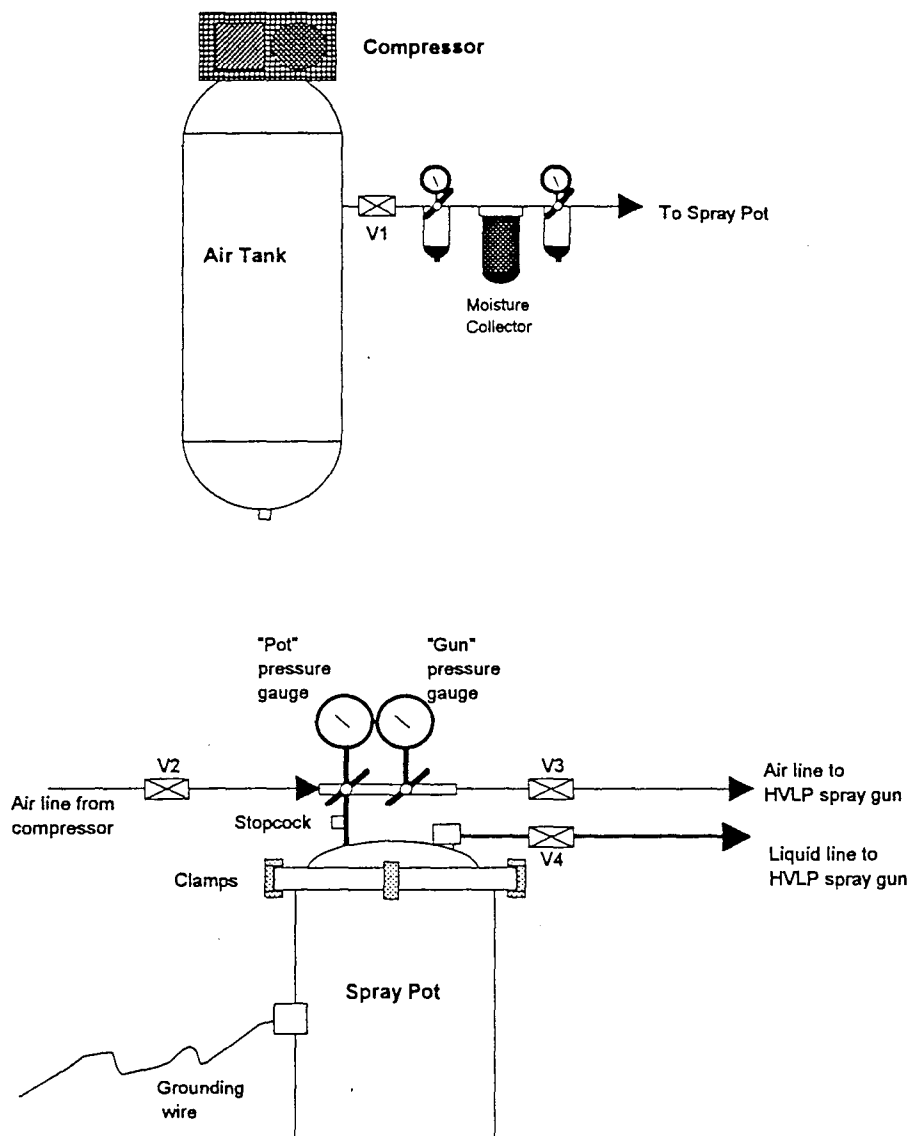 Compressor
V1
To Spray Pot
Air Tank
Moisture
Collector
"Pot"
pressure
gauge
"Gun"
pressure
gauge
V2
V3
Air line from
compressor
Air line to
HVLP spray gun
Stopcock
V4
Liquid line to
HVLP spray gun
Clamps
Spray Pot
Grounding
wire